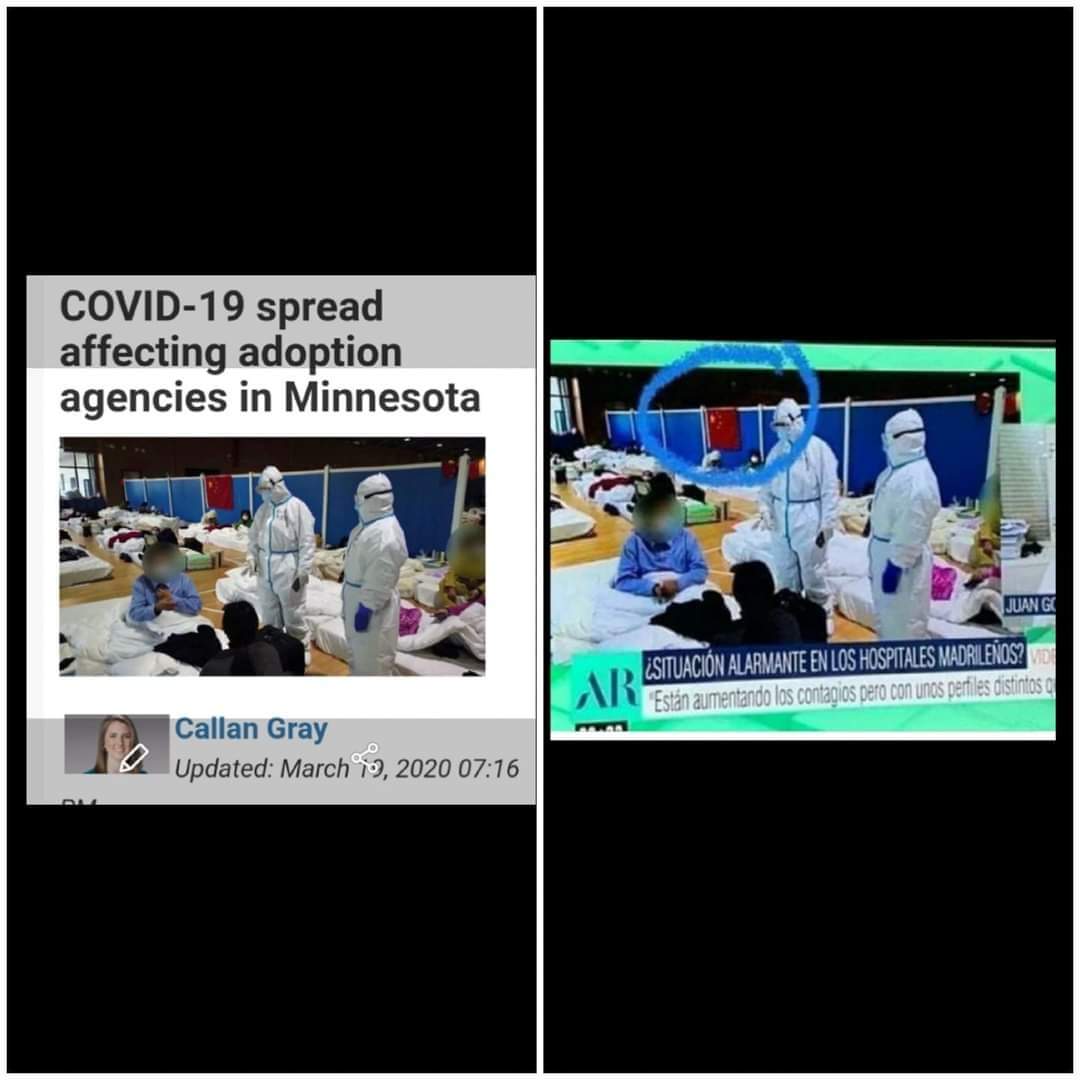 COVID-19 spread
affecting adoption
agencies in Minnesota
Callan Gray
Updated: March 19, 2020 07:16
PM
AR
¿SITUACIÓN ALARMANTE EN LOS HOSPITALES MADRILEÑOS?
"Están aumentando los contagios pero con unos perfiles distintos
JUAN